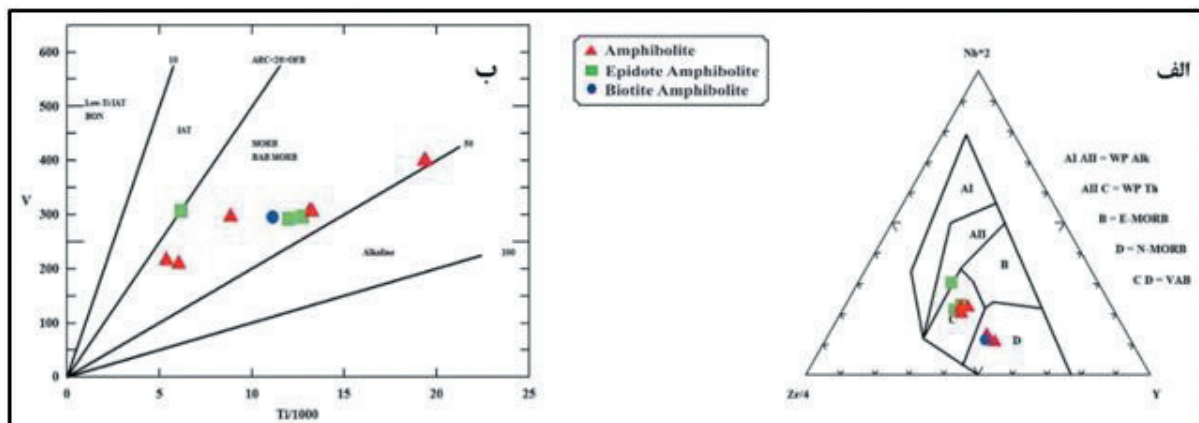 ب
600
500
400
300
200
100
0
V
0
5
10
15
20
25
Ti/1000
10
ARC<20>OFB
Low-Ti IAT
BON
IAT
MORB
BAB MORB
50
Alkaline
100
Amphibolite
Epidote Amphibolite
Biotite Amphibolite
الف
Nb*2
Zr/4
Y
AI
AII
B
C
D
AI AII = WP Alk
AII C = WP Th
B = E-MORB
D = N-MORB
C D = VAB